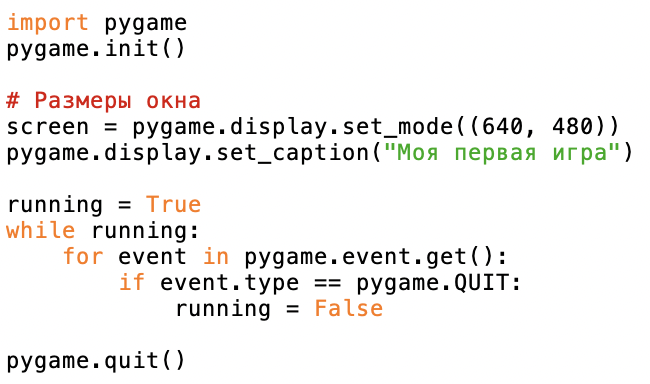 import pygame
pygame.init()

# Размеры окна
screen = pygame.display.set_mode((640, 480))
pygame.display.set_caption("Моя первая игра")

running = True
while running:
    for event in pygame.event.get():
        if event.type == pygame.QUIT:
            running = False

pygame.quit()